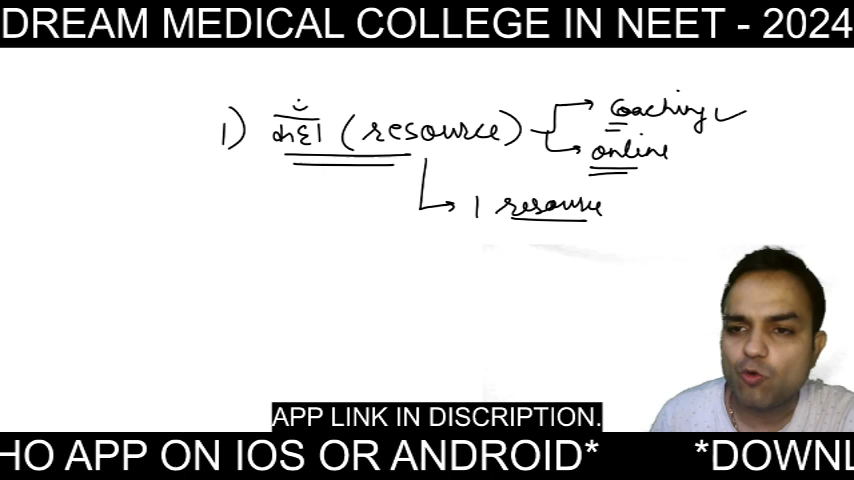 DREAM MEDICAL COLLEGE IN NEET - 2024
1) (resource) coaching
online
1 resource
APP LINK IN DISCRIPTION.
HO APP ON IOS OR ANDROID* *DOWNL